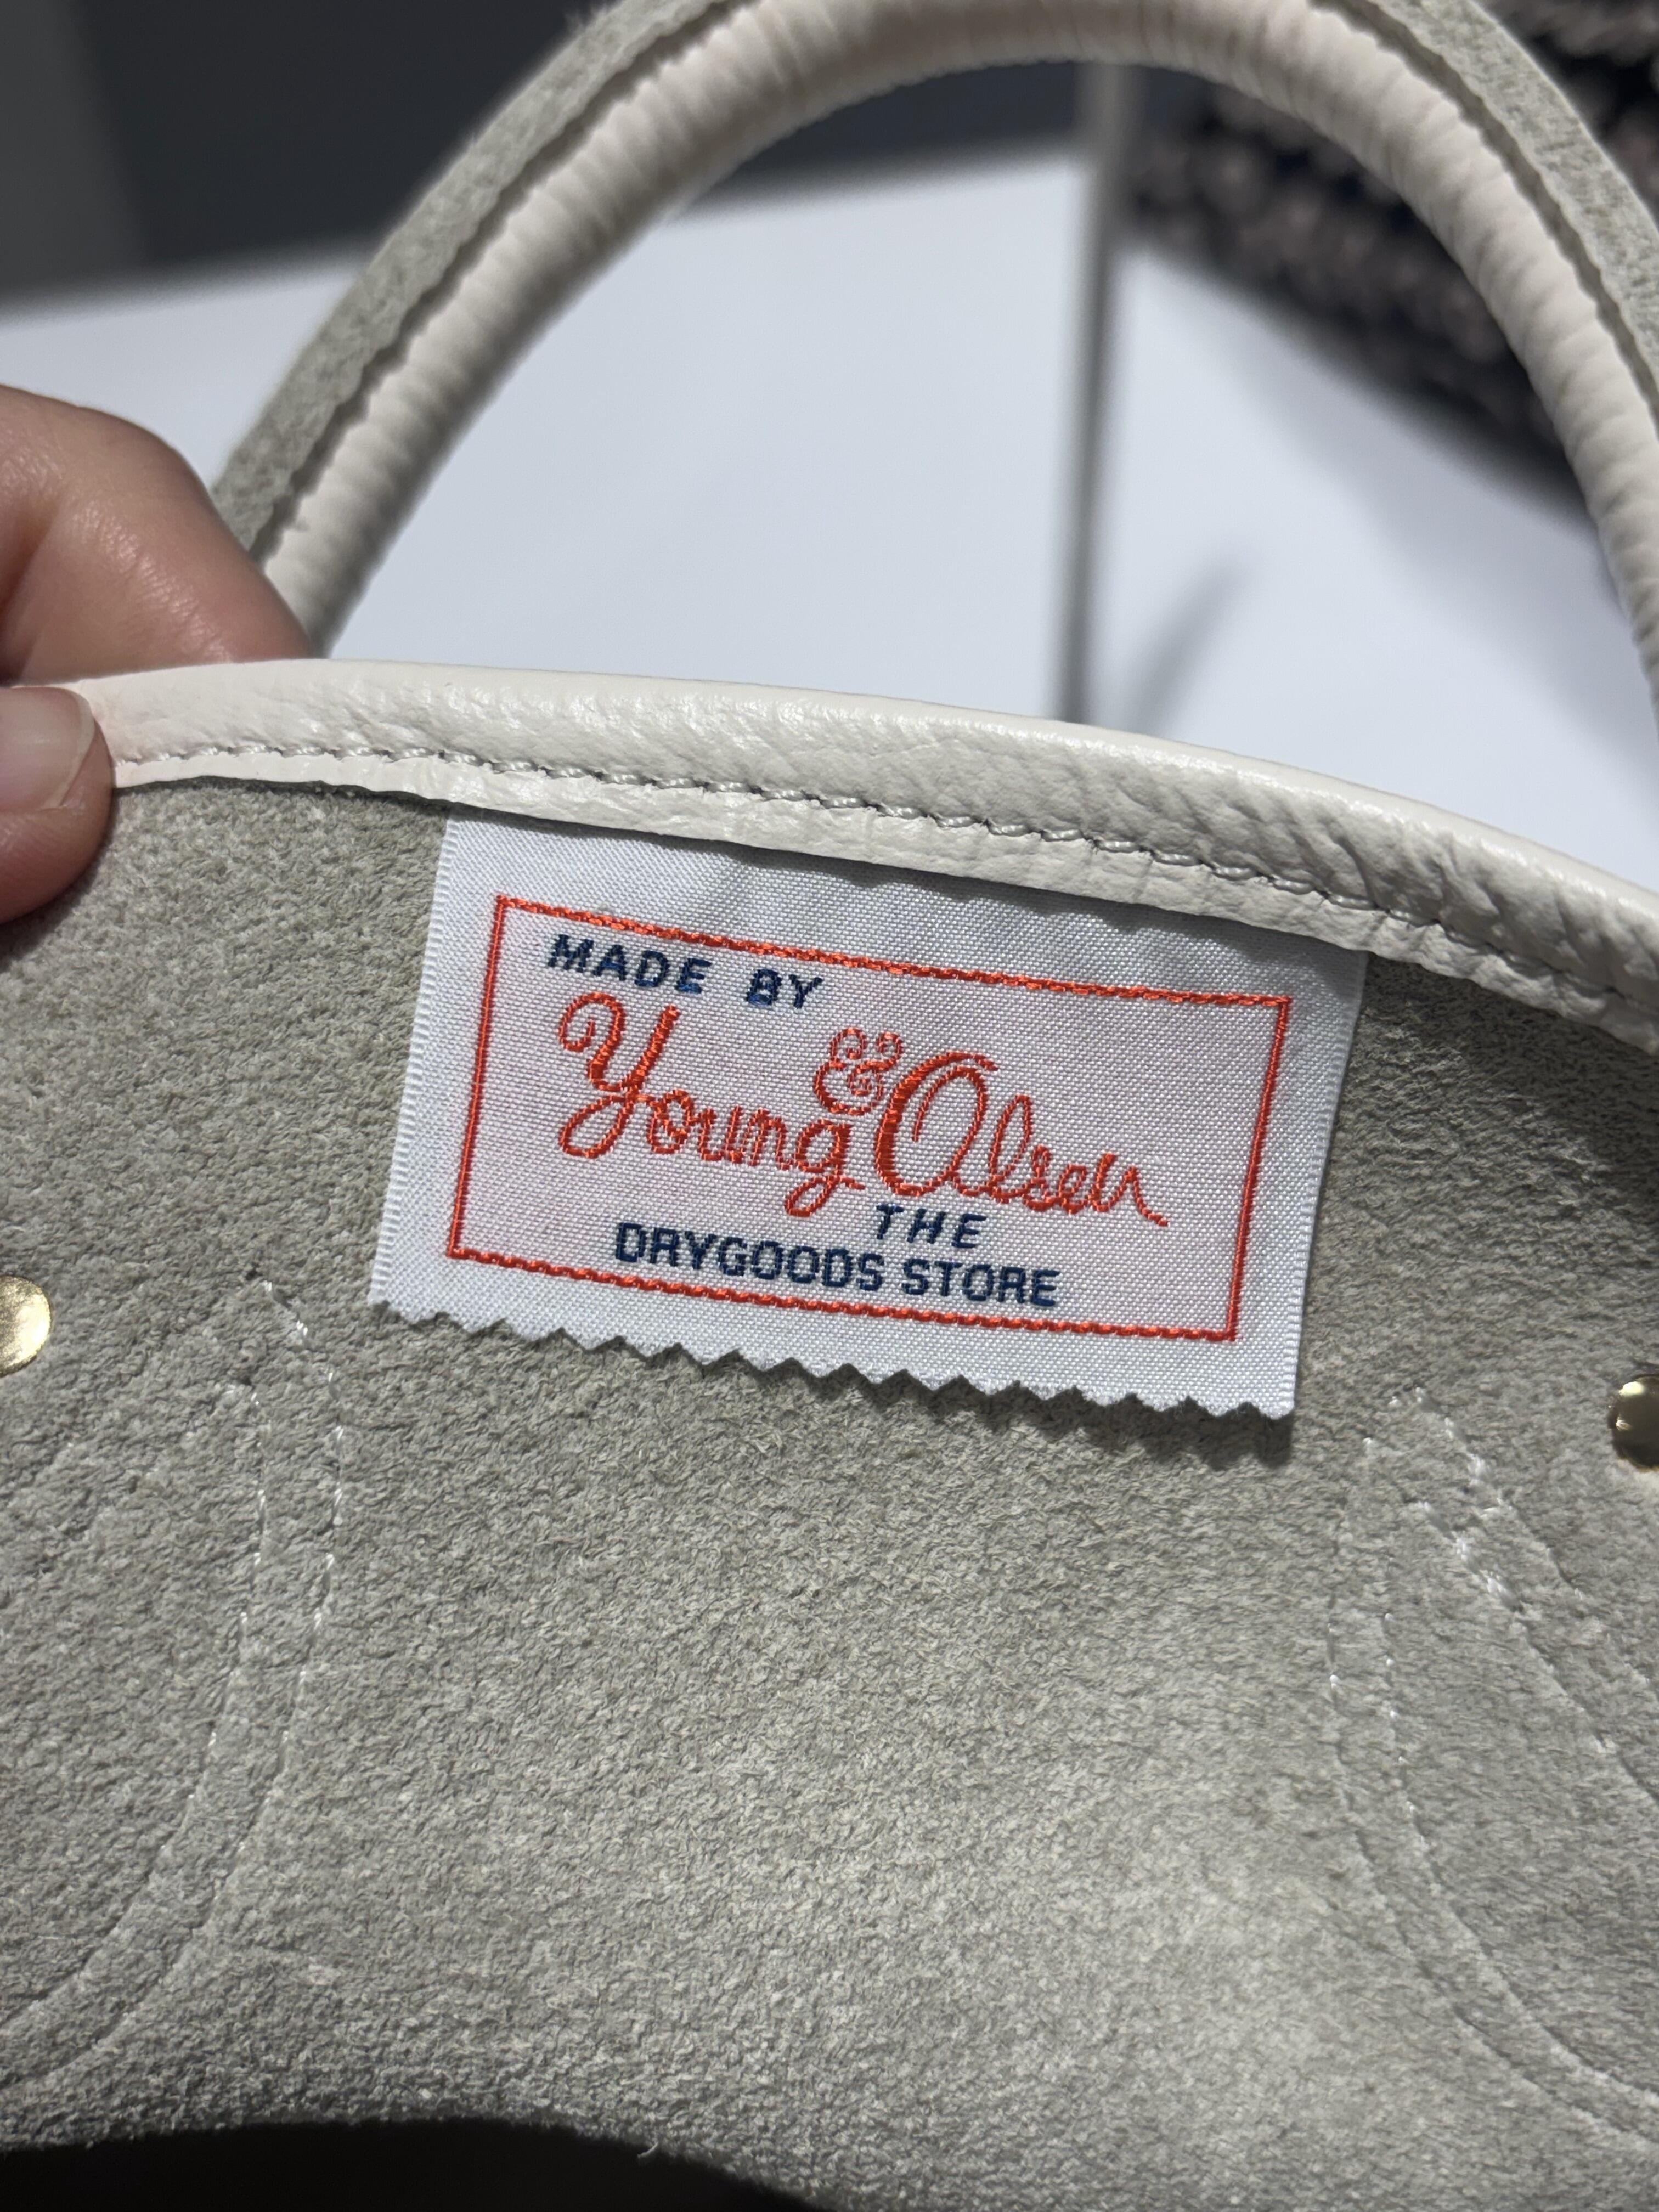 MADE BY
Young & Olsen
THE
DRYGOODS STORE